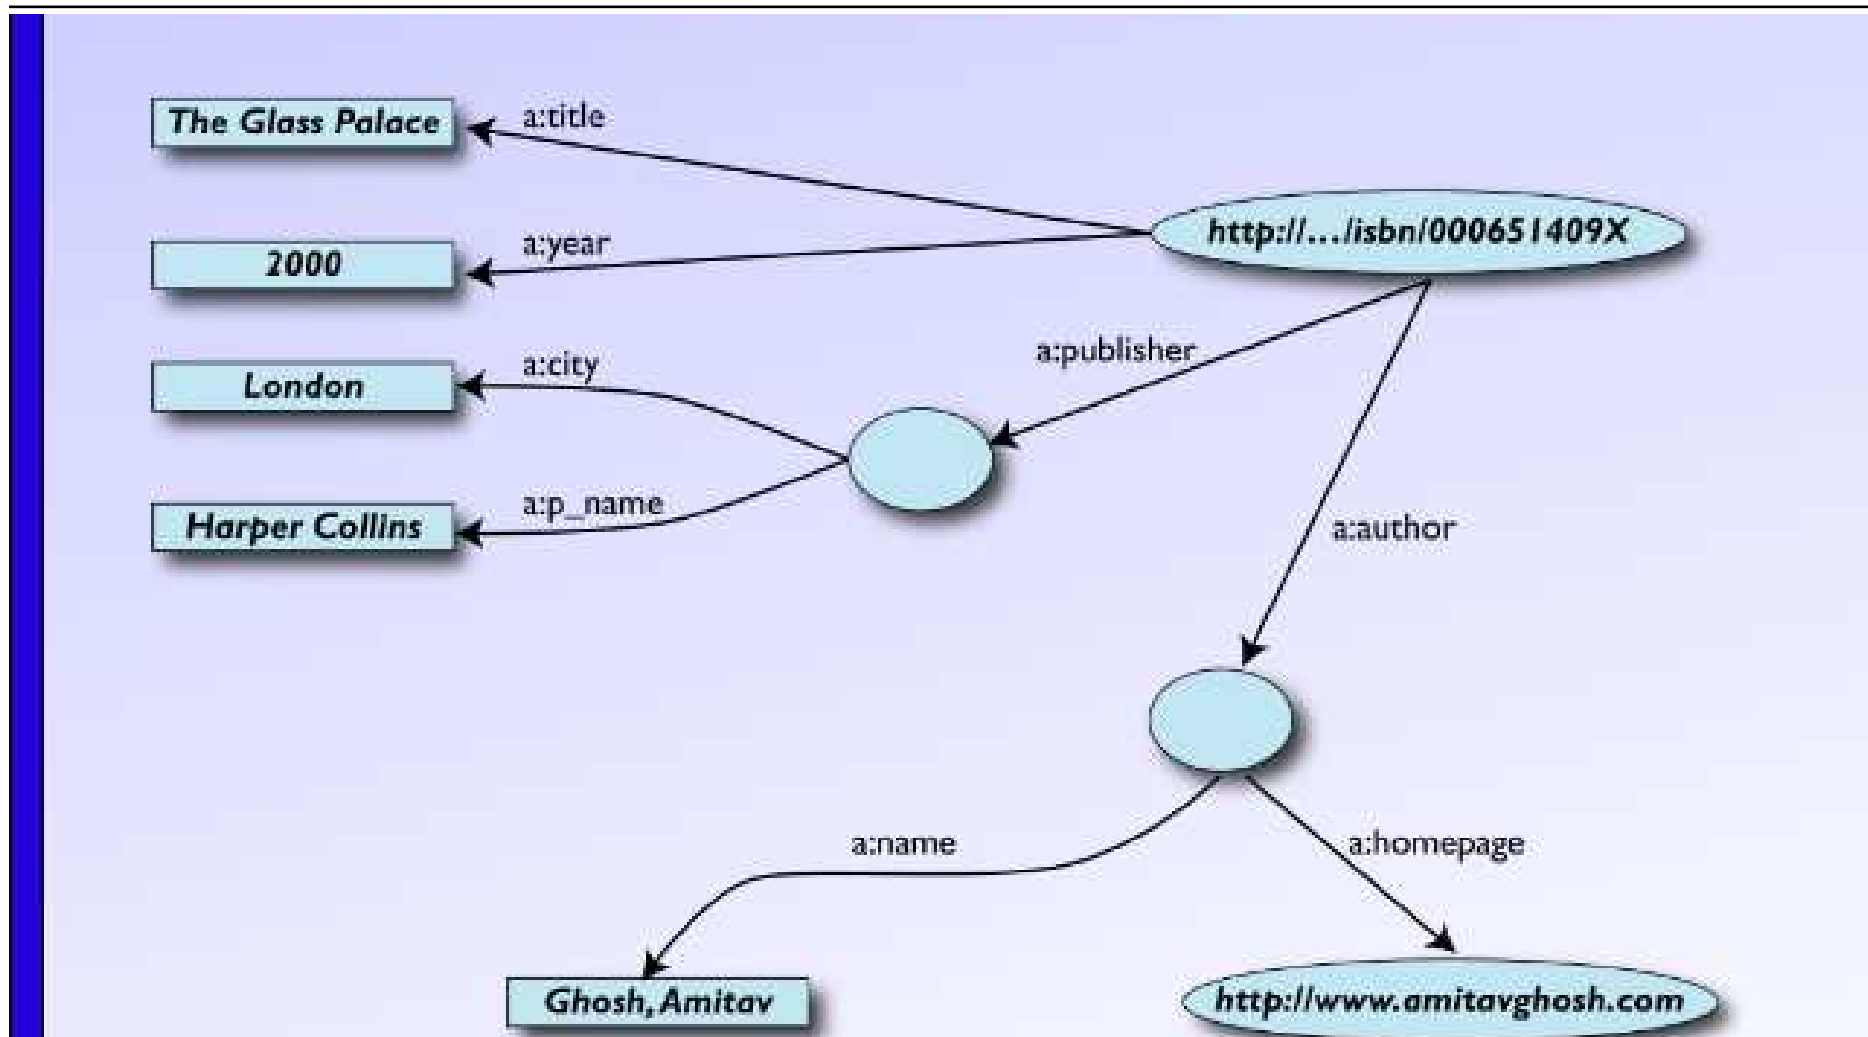 The Glass Palace
a:title
http://.../isbn/000651409X
2000
a:year
London
a:city
a:publisher
Harper Collins
a:p_name
a:author
a:name
a:homepage
Ghosh, Amitav
http://www.amitavghosh.com